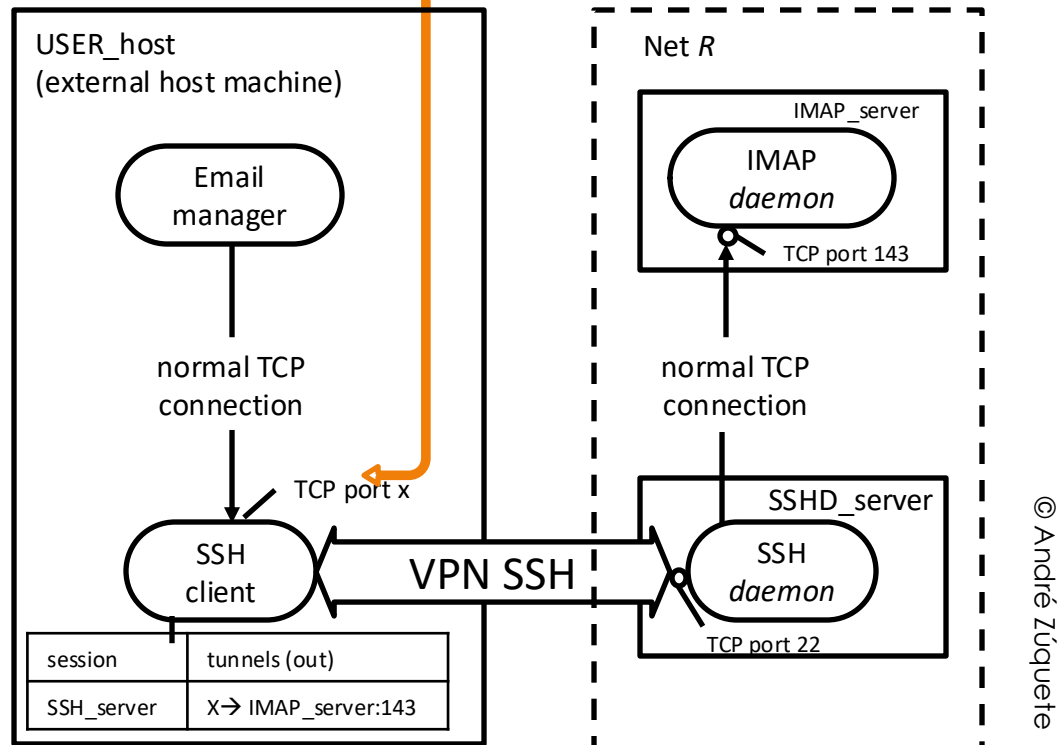 USER_host
(external host machine)
Email
manager
normal TCP
connection
TCP port x
SSH
client
session
tunnels (out)
SSH_server
X→ IMAP_server:143
VPN SSH
Net R
IMAP_server
IMAP
daemon
TCP port 143
normal TCP
connection
SSHD_server
SSH
daemon
TCP port 22
© André Zúquete